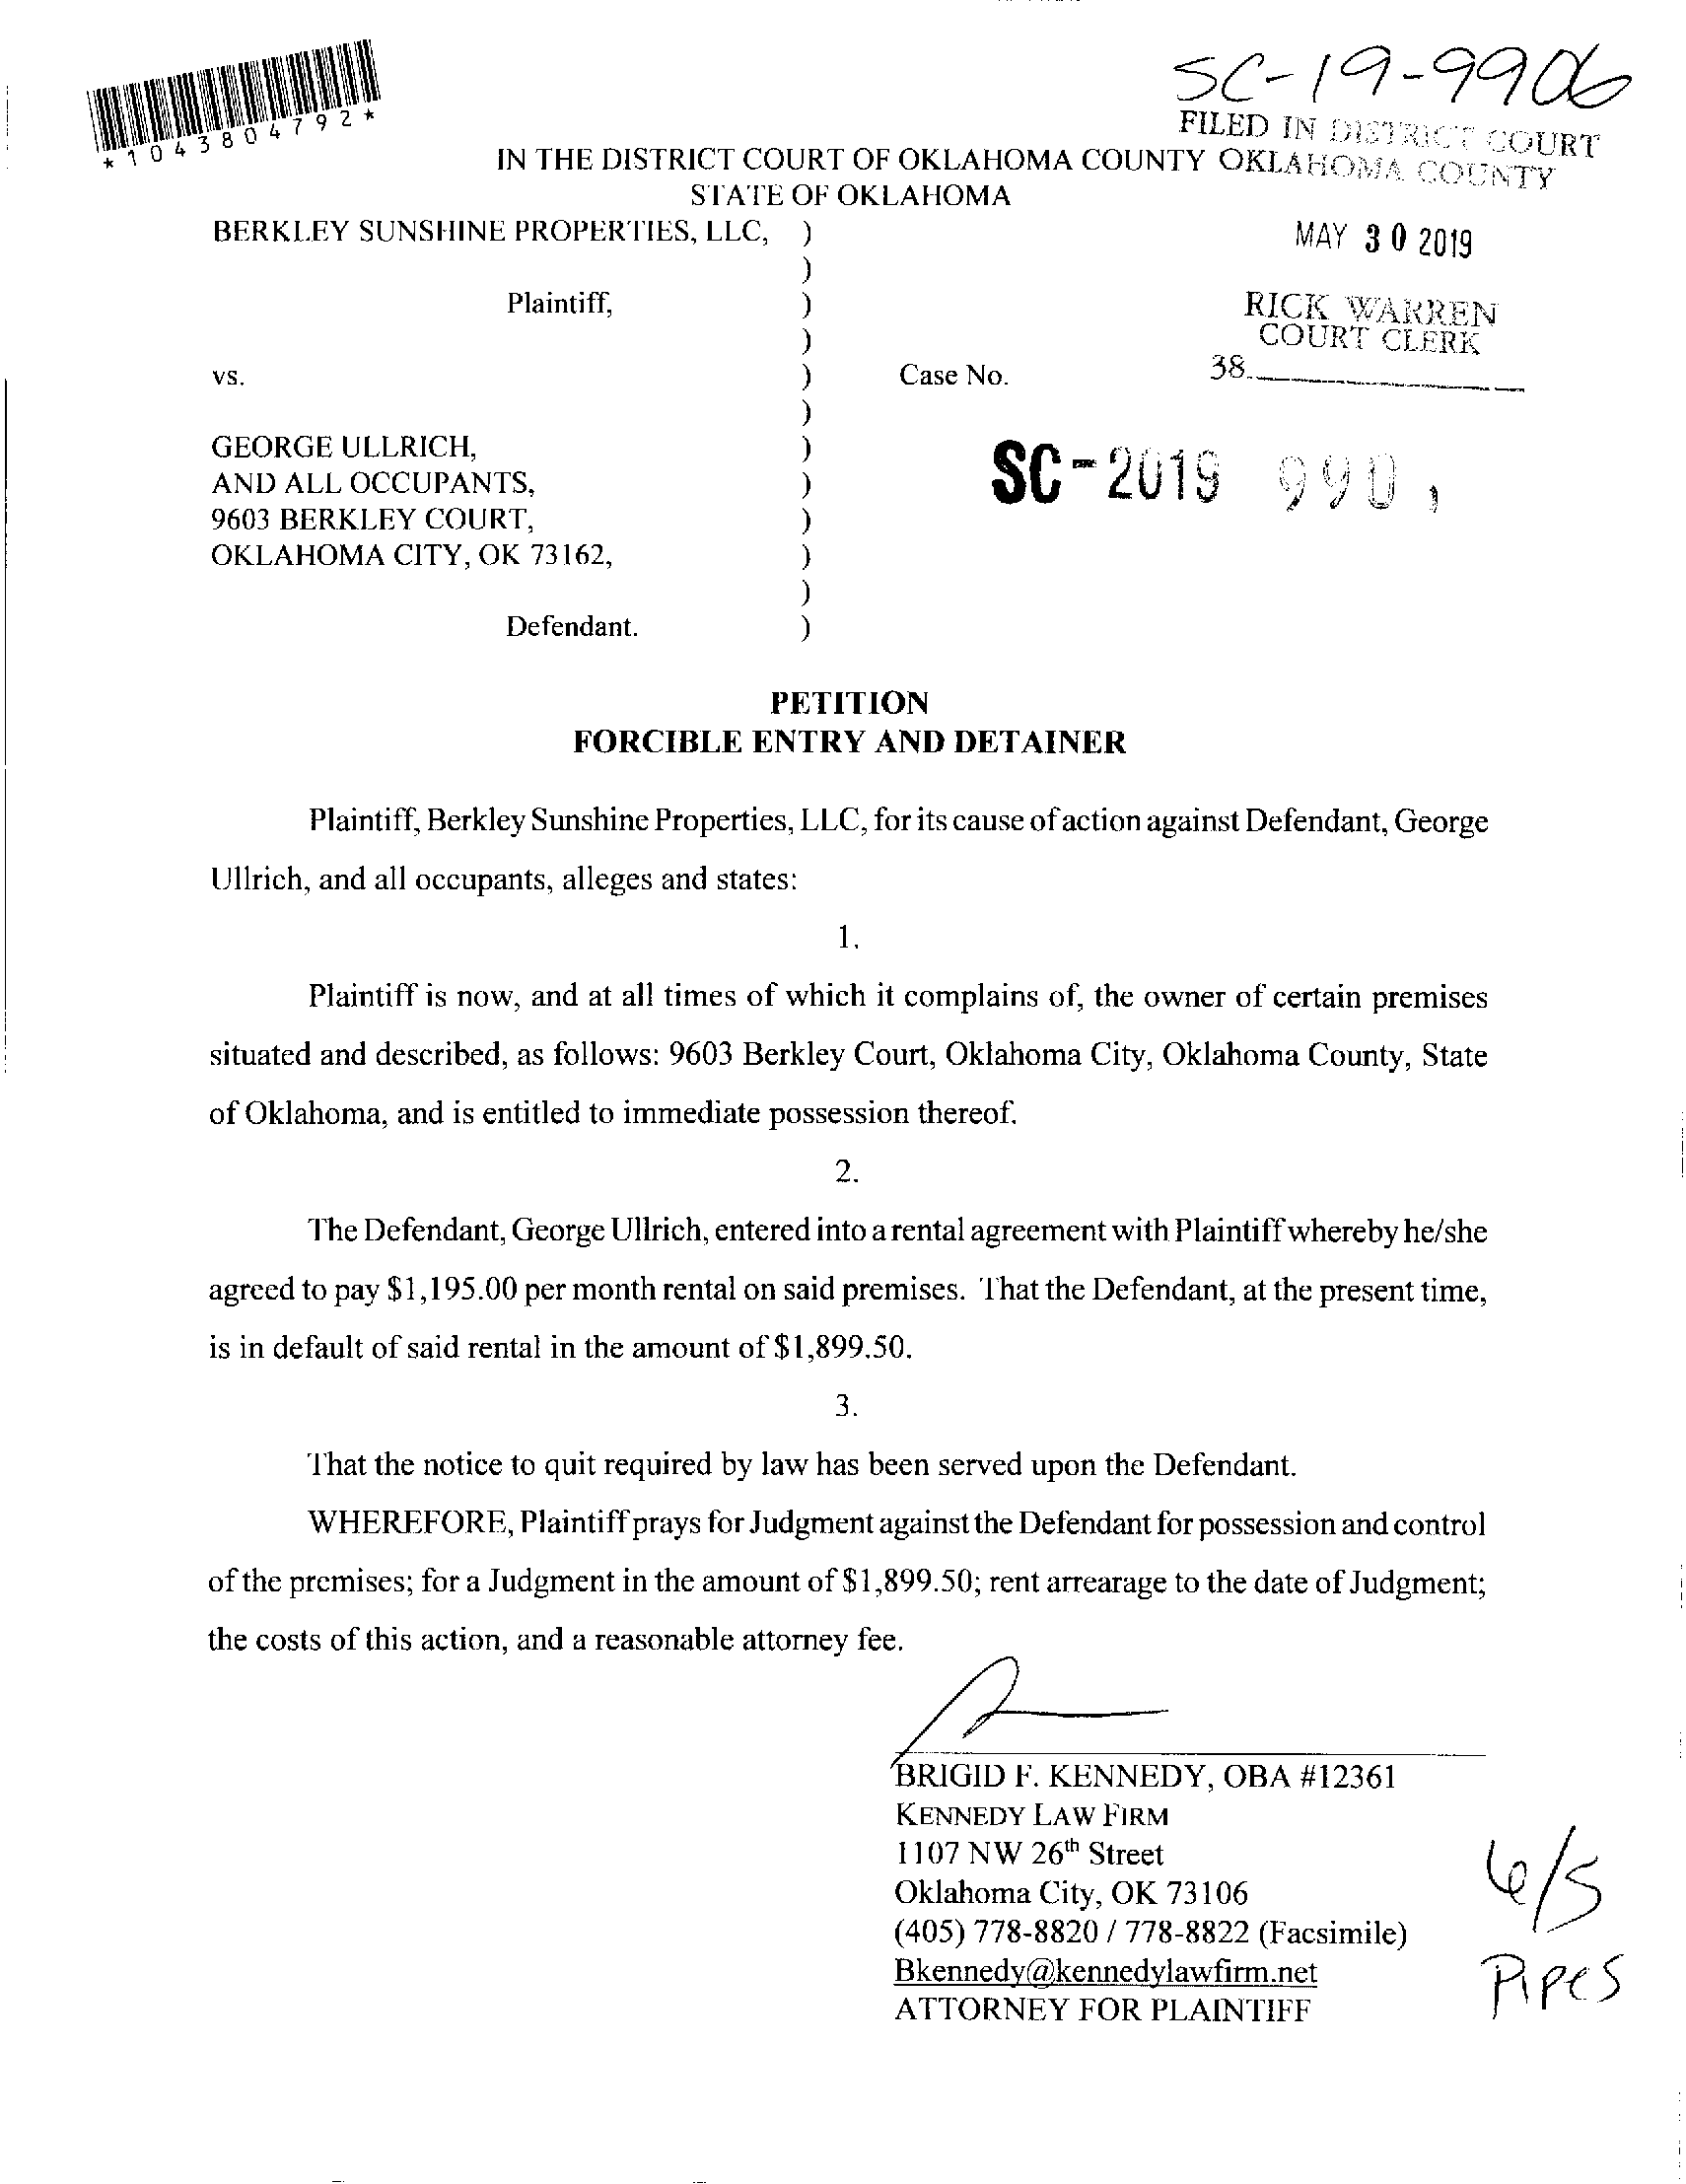 SC-19-9906
*1043804792*
FILED IN DISTRICT COURT
OKLAHOMA COUNTY
IN THE DISTRICT COURT OF OKLAHOMA COUNTY
STATE OF OKLAHOMA
MAY 30 2019
RICK WARREN
COURT CLERK
38
BERKLEY SUNSHINE PROPERTIES, LLC, )
)
Plaintiff, )
)
vs. ) Case No.
)
GEORGE ULLRICH, )
AND ALL OCCUPANTS, ) SC-2019 990
9603 BERKLEY COURT, )
OKLAHOMA CITY, OK 73162, )
)
Defendant. )
PETITION
FORCIBLE ENTRY AND DETAINER
Plaintiff, Berkley Sunshine Properties, LLC, for its cause of action against Defendant, George
Ullrich, and all occupants, alleges and states:
1.
Plaintiff is now, and at all times of which it complains of, the owner of certain premises
situated and described, as follows: 9603 Berkley Court, Oklahoma City, Oklahoma County, State
of Oklahoma, and is entitled to immediate possession thereof.
2.
The Defendant, George Ullrich, entered into a rental agreement with Plaintiff whereby he/she
agreed to pay $1,195.00 per month rental on said premises. That the Defendant, at the present time,
is in default of said rental in the amount of $1,899.50.
3.
That the notice to quit required by law has been served upon the Defendant.
WHEREFORE, Plaintiff prays for Judgment against the Defendant for possession and control
of the premises; for a Judgment in the amount of $1,899.50; rent arrearage to the date of Judgment;
the costs of this action, and a reasonable attorney fee.
BRIGID F. KENNEDY, OBA #12361
KENNEDY LAW FIRM
1107 NW 26th Street
Oklahoma City, OK 73106
(405) 778-8820 / 778-8822 (Facsimile)
Bkennedy@kennedylawfirm.net
ATTORNEY FOR PLAINTIFF
6/5
Pipes